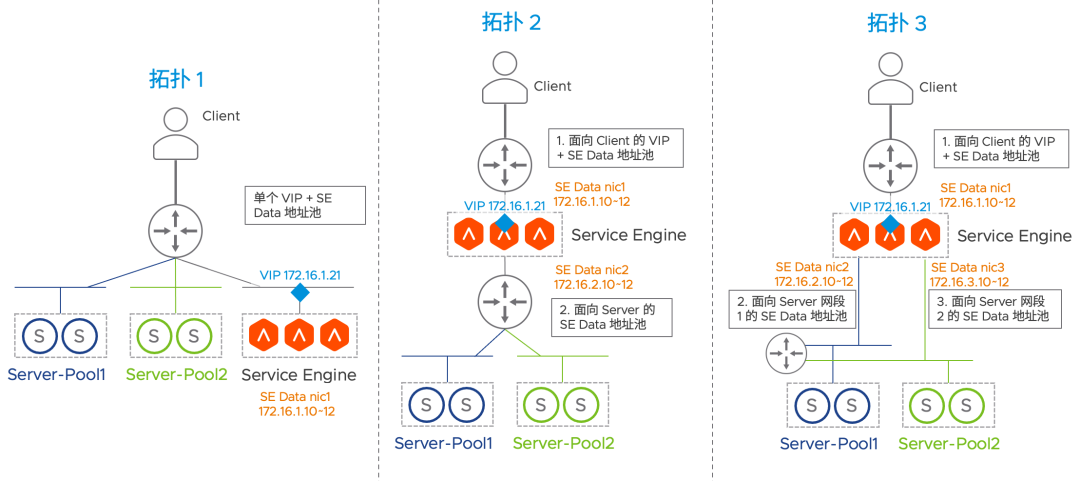 拓扑 1
Client
单个 VIP + SE
Data 地址池
VIP 172.16.1.21
S
S
S
S
Server-Pool1
Server-Pool2
Service Engine
SE Data nic1
172.16.1.10~12
拓扑 2
Client
1. 面向 Client 的 VIP
+ SE Data 地址池
SE Data nic1
172.16.1.10~12
VIP 172.16.1.21
Service Engine
SE Data nic2
172.16.2.10~12
2. 面向 Server 的
SE Data 地址池
S
S
S
S
Server-Pool1
Server-Pool2
拓扑 3
Client
1. 面向 Client 的 VIP
+ SE Data 地址池
SE Data nic1
172.16.1.10~12
VIP 172.16.1.21
Service Engine
SE Data nic2
172.16.2.10~12
SE Data nic3
172.16.3.10~12
2. 面向 Server 网段
1 的 SE Data 地址池
3. 面向 Server 网段
2 的 SE Data 地址池
S
S
S
S
Server-Pool1
Server-Pool2